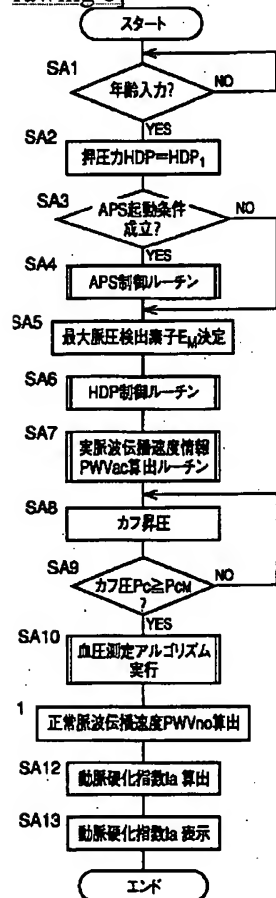 スタート
SA1
年齢入力?
NO
YES
SA2
押圧力HDP=HDP₁
SA3
APS起動条件
成立?
NO
YES
SA4
APS制御ルーチン
SA5
最大脈圧検出素子EM決定
SA6
HDP制御ルーチン
SA7
実脈波伝播速度情報
PWVac算出ルーチン
SA8
カフ昇圧
SA9
カフ圧Pc≧PCM
?
NO
YES
SA10
血圧測定アルゴリズム
実行
1
正常脈波伝播速度PWVno算出
SA12
動脈硬化指数Ia 算出
SA13
動脈硬化指数Ia 表示
エンド